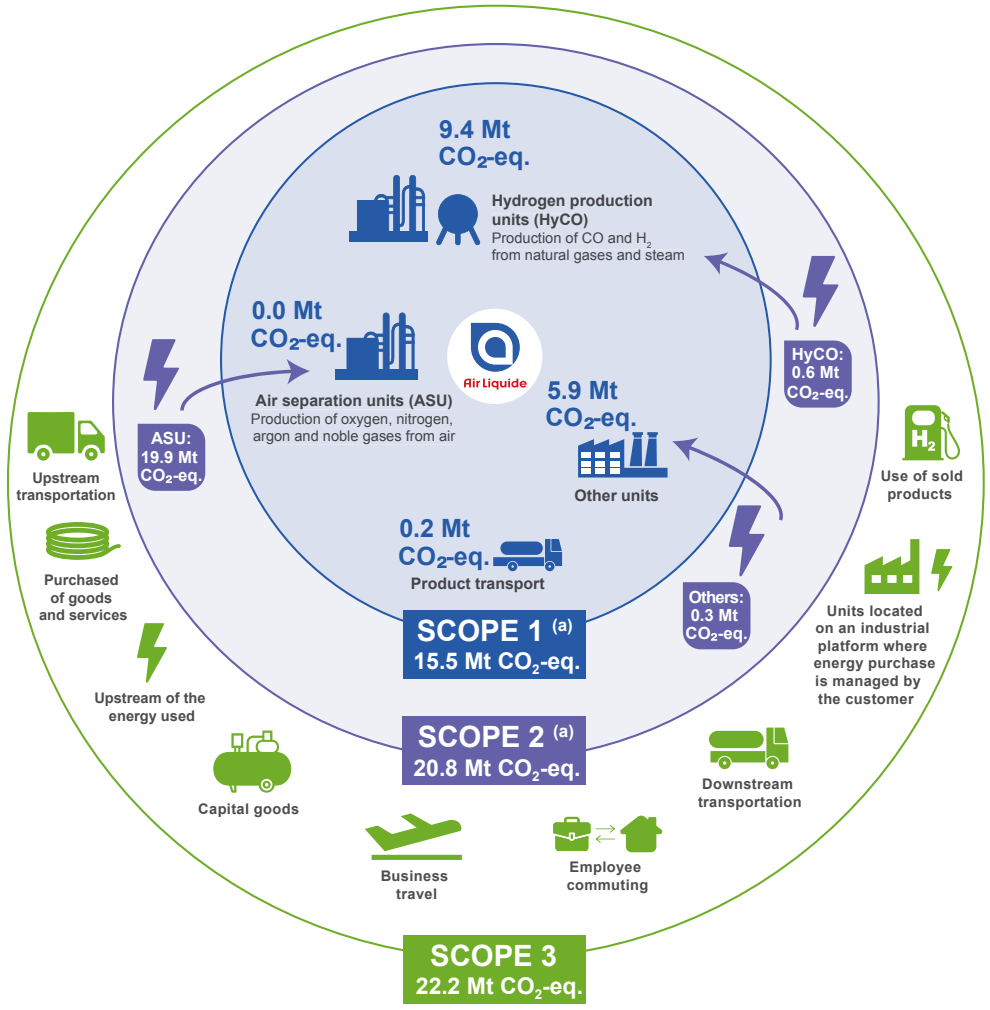 9.4 Mt
CO₂-eq.
Hydrogen production
units (HyCO)
Production of CO and H₂
from natural gases and steam
0.0 Mt
CO₂-eq.
Air separation units (ASU)
Production of oxygen, nitrogen,
argon and noble gases from air
Air Liquide
5.9 Mt
CO₂-eq.
Other units
0.2 Mt
CO₂-eq.
Product transport
SCOPE 1 (a)
15.5 Mt CO₂-eq.
HyCO:
0.6 Mt
CO₂-eq.
ASU:
19.9 Mt
CO₂-eq.
Others:
0.3 Mt
CO₂-eq.
SCOPE 2 (a)
20.8 Mt CO₂-eq.
Upstream
transportation
Purchased
of goods
and services
Upstream of the
energy used
Capital goods
Business
travel
Employee
commuting
Downstream
transportation
Units located
on an industrial
platform where
energy purchase
is managed by
the customer
H₂
Use of sold
products
SCOPE 3
22.2 Mt CO₂-eq.